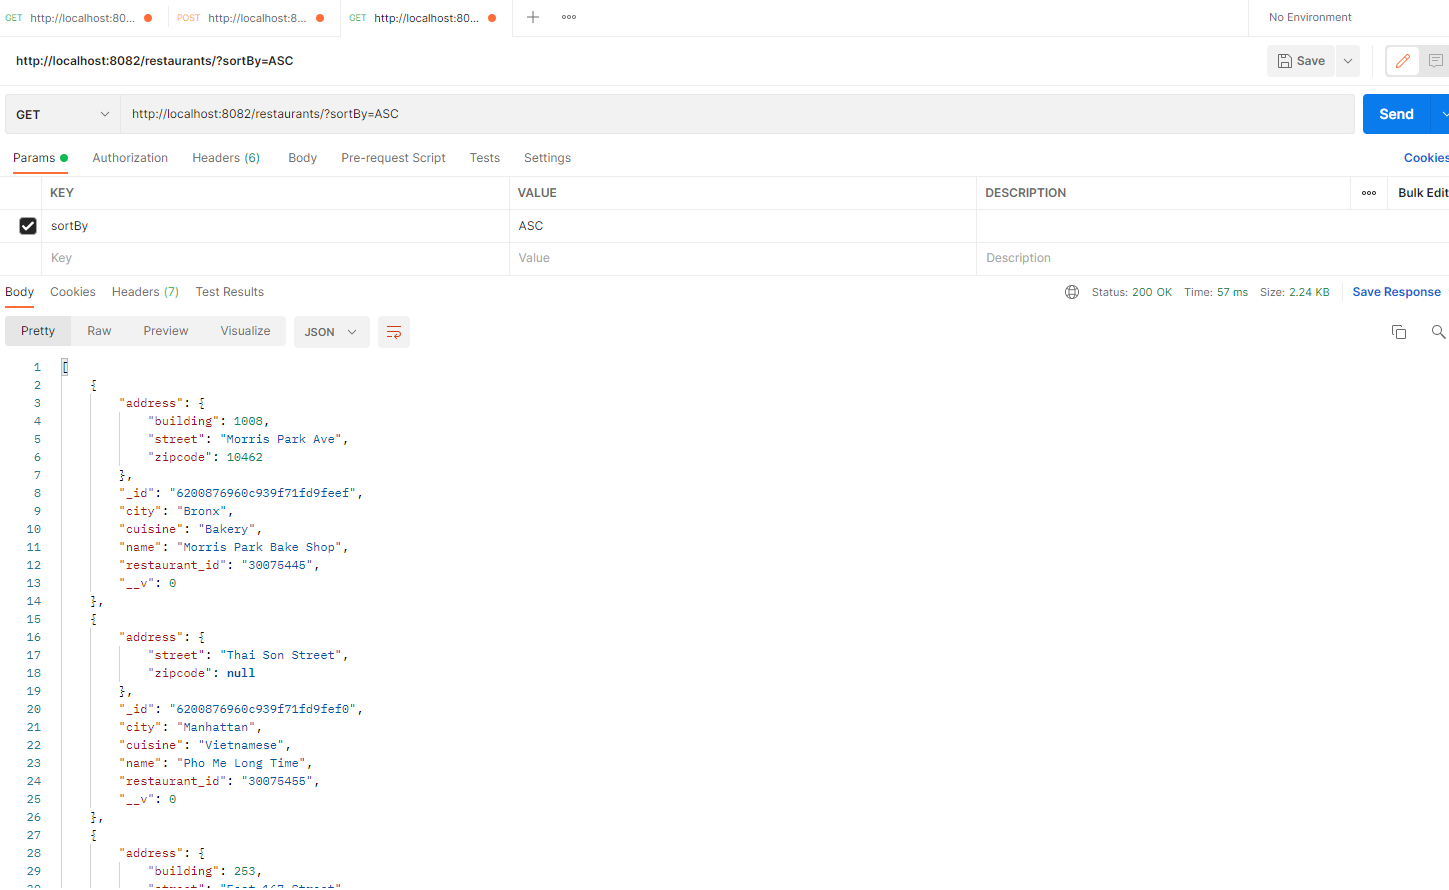 GET http://localhost:80... POST http://localhost:8... GET http://localhost:80... No Environment
http://localhost:8082/restaurants/?sortBy=ASC Save
GET http://localhost:8082/restaurants/?sortBy=ASC Send
Params Authorization Headers (6) Body Pre-request Script Tests Settings Cookies
KEY VALUE DESCRIPTION Bulk Edit
sortBy ASC
Key Value Description
Body Cookies Headers (7) Test Results Status: 200 OK Time: 57 ms Size: 2.24 KB Save Response
Pretty Raw Preview Visualize JSON
1 [
2 {
3 "address": {
4 "building": 1008,
5 "street": "Morris Park Ave",
6 "zipcode": 10462
7 },
8 "_id": "6200876960c939f71fd9feef",
9 "city": "Bronx",
10 "cuisine": "Bakery",
11 "name": "Morris Park Bake Shop",
12 "restaurant_id": "30075445",
13 "__v": 0
14 },
15 {
16 "address": {
17 "street": "Thai Son Street",
18 "zipcode": null
19 },
20 "_id": "6200876960c939f71fd9fef0",
21 "city": "Manhattan",
22 "cuisine": "Vietnamese",
23 "name": "Pho Me Long Time",
24 "restaurant_id": "30075455",
25 "__v": 0
26 },
27 {
28 "address": {
29 "building": 253,